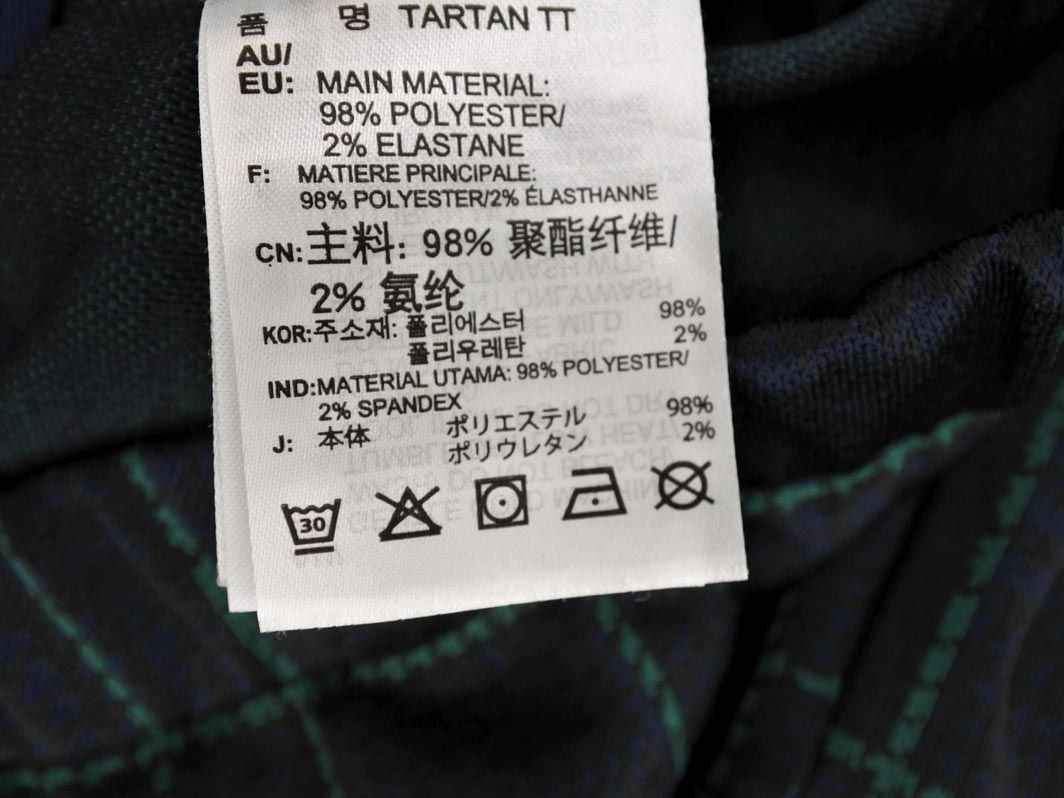 품 명 TARTAN TT
AU/
EU: MAIN MATERIAL:
98% POLYESTER/
2% ELASTANE
F: MATIERE PRINCIPALE:
98% POLYESTER/2% ÉLASTHANNE
CN: 主料: 98% 聚酯纤维/
2% 氨纶
KOR: 주소재: 폴리에스터 98%
폴리우레탄 2%
IND: MATERIAL UTAMA: 98% POLYESTER/
2% SPANDEX
J: 本体 ポリエステル 98%
ポリウレタン 2%
30